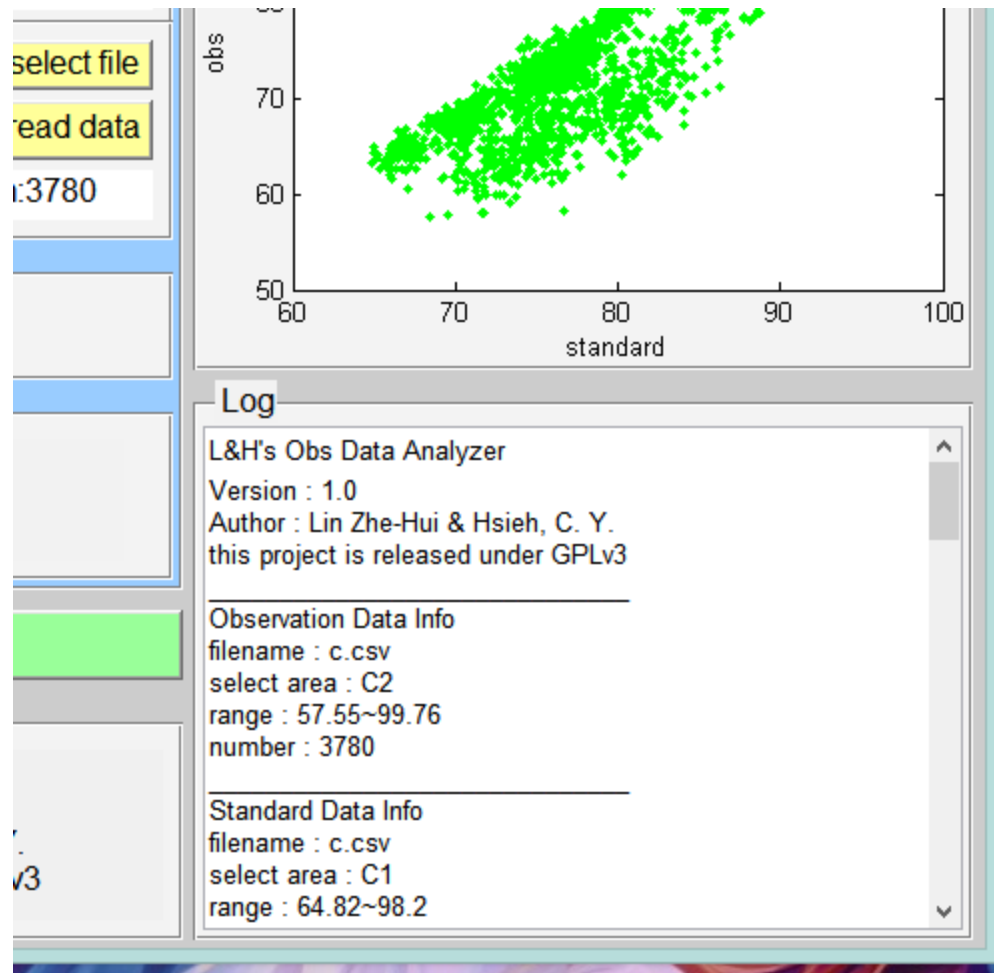 select file
read data
:3780
obs
70
60
50
60
70
80
90
100
standard
Log
L&H's Obs Data Analyzer
Version : 1.0
Author : Lin Zhe-Hui & Hsieh, C. Y.
this project is released under GPLv3
Observation Data Info
filename : c.csv
select area : C2
range : 57.55~99.76
number : 3780
Standard Data Info
filename : c.csv
select area : C1
range : 64.82~98.2
v3